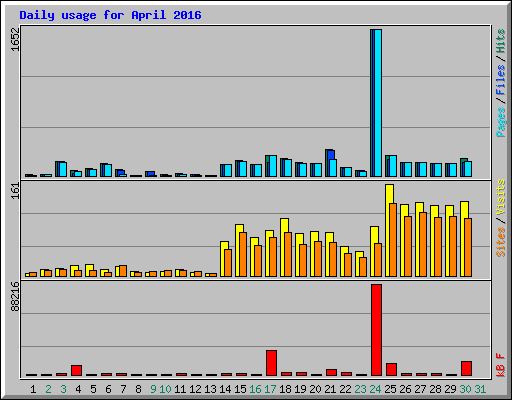 Daily usage for April 2016
1652
Pages / Files / Hits
161
Sites / Visits
88216
kB F
1 2 3 4 5 6 7 8 9 10 11 12 13 14 15 16 17 18 19 20 21 22 23 24 25 26 27 28 29 30 31